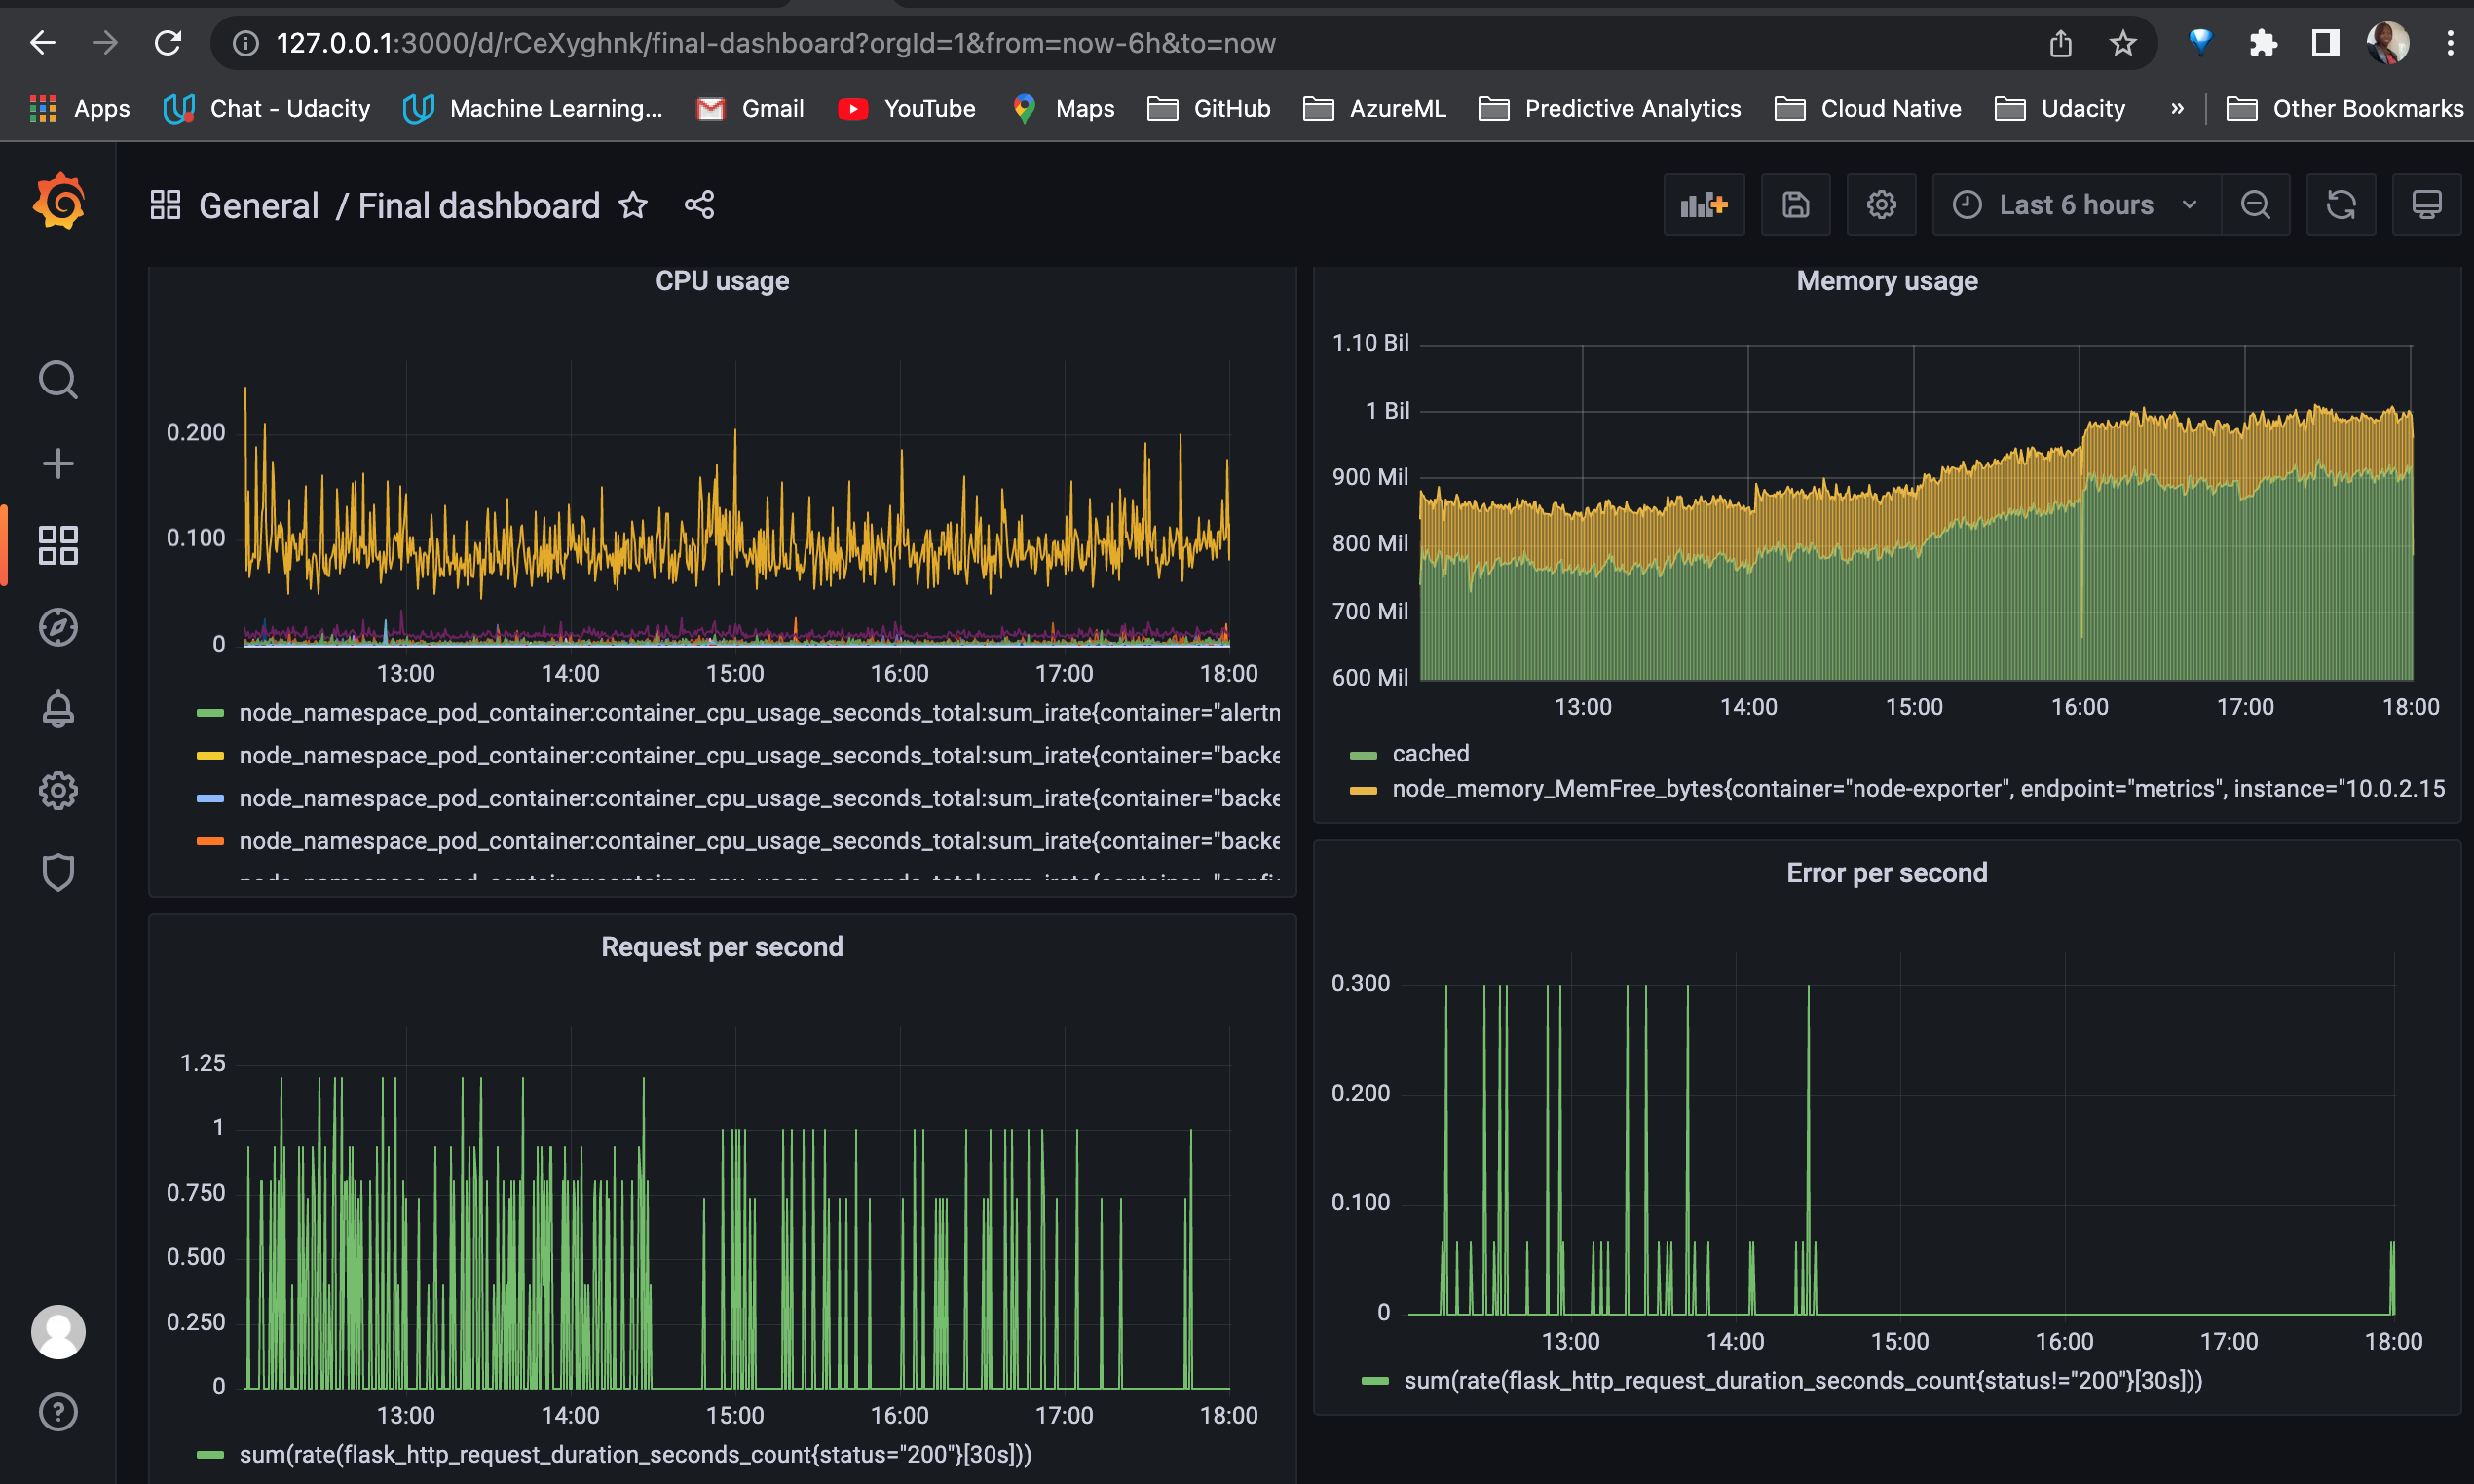 127.0.0.1:3000/d/rCeXyghnk/final-dashboard?orgId=1&from=now-6h&to=now
Apps Chat - Udacity Machine Learning... Gmail YouTube Maps GitHub AzureML Predictive Analytics Cloud Native Udacity » Other Bookmarks
General / Final dashboard Last 6 hours
CPU usage
0.200
0.100
0
13:00 14:00 15:00 16:00 17:00 18:00
node_namespace_pod_container:container_cpu_usage_seconds_total:sum_irate{container="alertn
node_namespace_pod_container:container_cpu_usage_seconds_total:sum_irate{container="backe
node_namespace_pod_container:container_cpu_usage_seconds_total:sum_irate{container="backe
node_namespace_pod_container:container_cpu_usage_seconds_total:sum_irate{container="backe
Memory usage
1.10 Bil
1 Bil
900 Mil
800 Mil
700 Mil
600 Mil
13:00 14:00 15:00 16:00 17:00 18:00
cached
node_memory_MemFree_bytes{container="node-exporter", endpoint="metrics", instance="10.0.2.15
Request per second
1.25
1
0.750
0.500
0.250
0
13:00 14:00 15:00 16:00 17:00 18:00
sum(rate(flask_http_request_duration_seconds_count{status="200"}[30s]))
Error per second
0.300
0.200
0.100
0
13:00 14:00 15:00 16:00 17:00 18:00
sum(rate(flask_http_request_duration_seconds_count{status!="200"}[30s]))